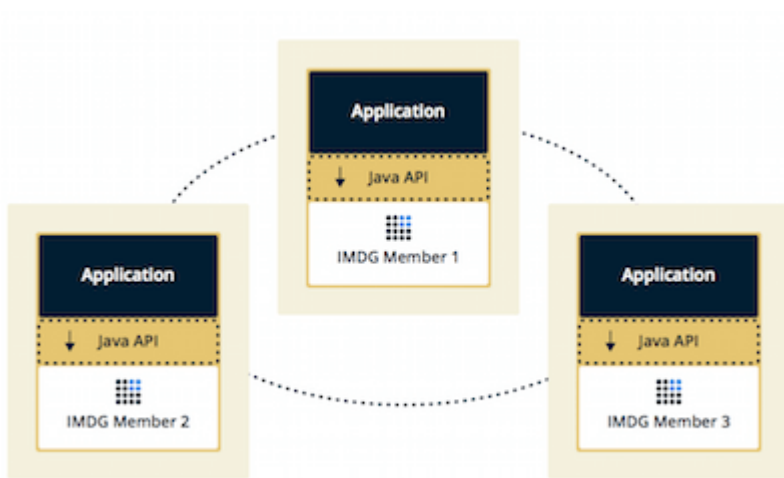 Application
Java API
IMDG Member 1
Application
Java API
IMDG Member 2
Application
Java API
IMDG Member 3